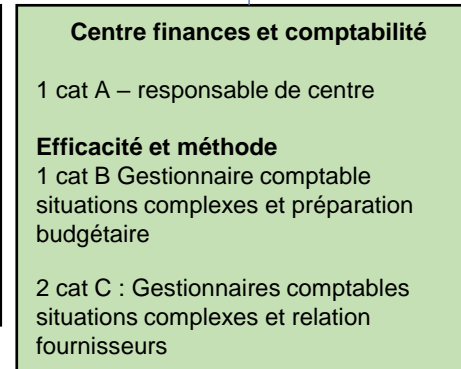 Centre finances et comptabilité
1 cat A – responsable de centre
Efficacité et méthode
1 cat B Gestionnaire comptable
situations complexes et préparation
budgétaire
2 cat C : Gestionnaires comptables
situations complexes et relation
fournisseurs